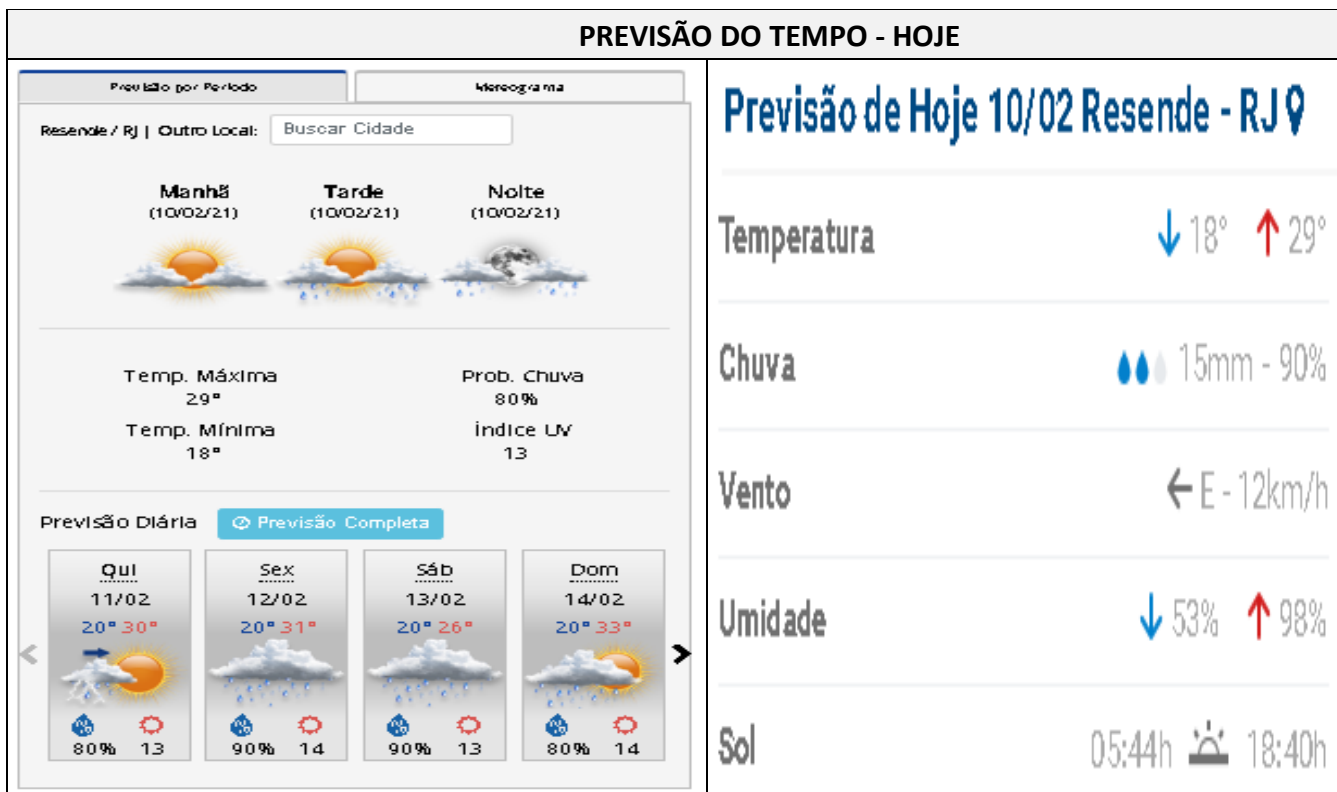 PREVISÃO DO TEMPO - HOJE
Previsão por Período
Meteograma
Resende / RJ | Outro Local: Buscar Cidade
Manhã Tarde Noite
(10/02/21) (10/02/21) (10/02/21)
Temp. Máxima Prob. Chuva
29° 80%
Temp. Mínima Índice UV
18° 13
Previsão Diária Previsão Completa
Qui Sex Sáb Dom
11/02 12/02 13/02 14/02
20° 30° 20° 31° 20° 26° 20° 33°
80% 13 90% 14 90% 13 80% 14
Previsão de Hoje 10/02 Resende - RJ
Temperatura 18° 29°
Chuva 15mm - 90%
Vento E - 12km/h
Umidade 53% 98%
Sol 05:44h 18:40h